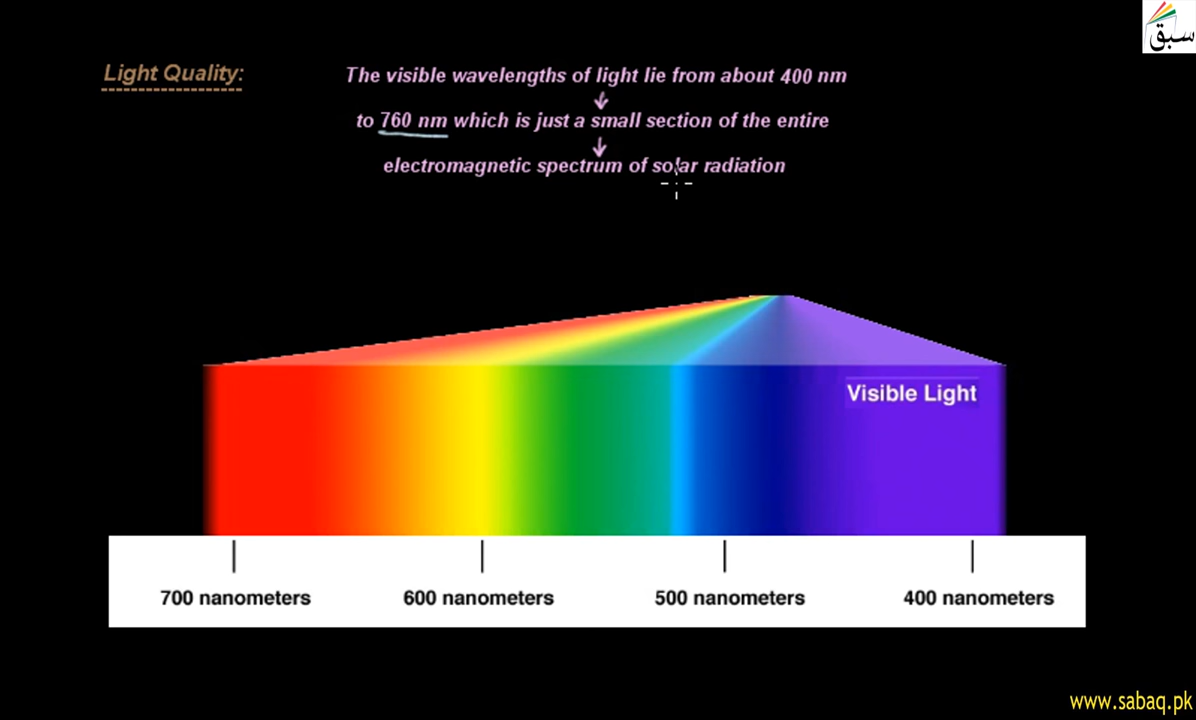 سبق
Light Quality:
The visible wavelengths of light lie from about 400 nm
to 760 nm which is just a small section of the entire
electromagnetic spectrum of solar radiation
Visible Light
700 nanometers 600 nanometers 500 nanometers 400 nanometers
www.sabaq.pk